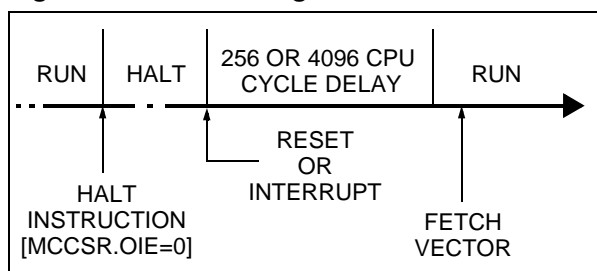 RUN
HALT
256 OR 4096 CPU
CYCLE DELAY
RUN
RESET
OR
INTERRUPT
HALT
INSTRUCTION
[MCCSR.OIE=0]
FETCH
VECTOR